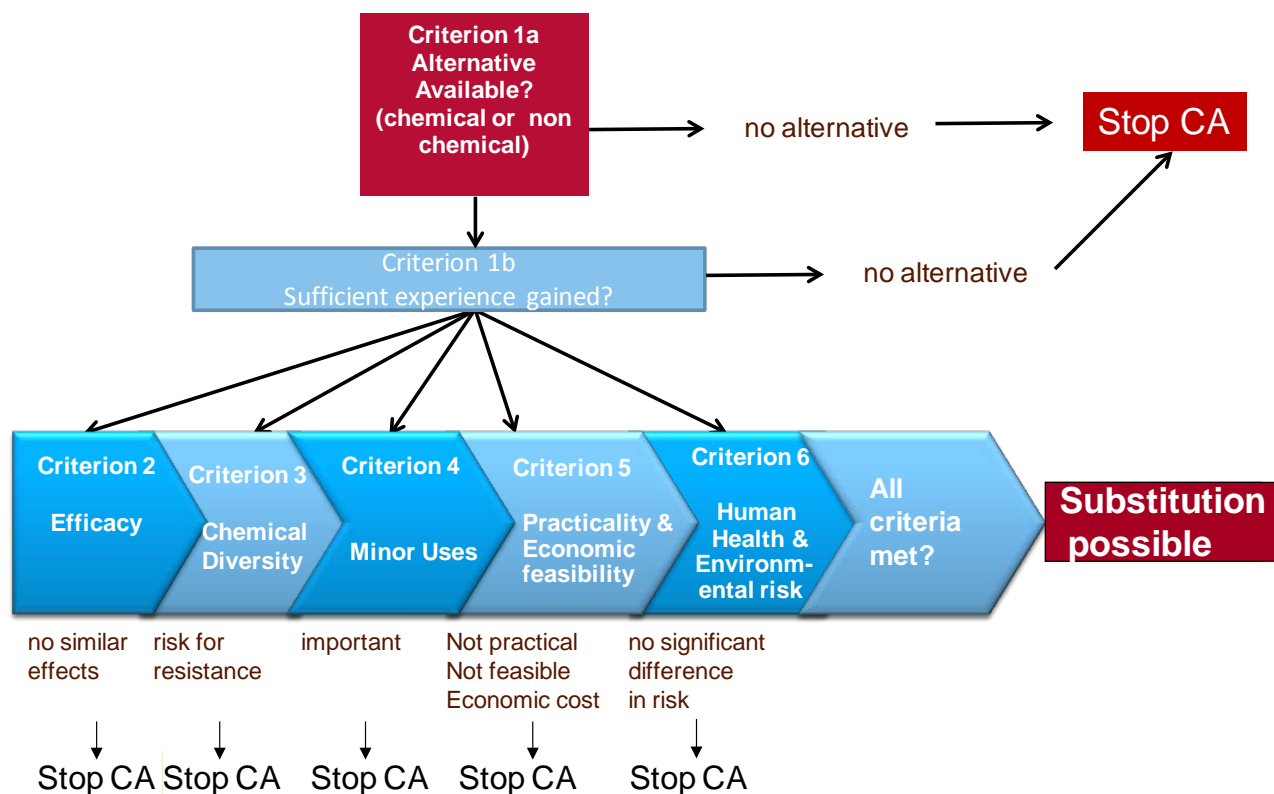 Criterion 1a
Alternative
Available?
(chemical or non
chemical)
no alternative
Stop CA
Criterion 1b
Sufficient experience gained?
no alternative
Criterion 2
Efficacy
Criterion 3
Chemical
Diversity
Criterion 4
Minor Uses
Criterion 5
Practicality &
Economic
feasibility
Criterion 6
Human
Health &
Environm-
ental risk
All
criteria
met?
Substitution
possible
no similar
effects
risk for
resistance
important
Not practical
Not feasible
Economic cost
no significant
difference
in risk
Stop CA
Stop CA
Stop CA
Stop CA
Stop CA